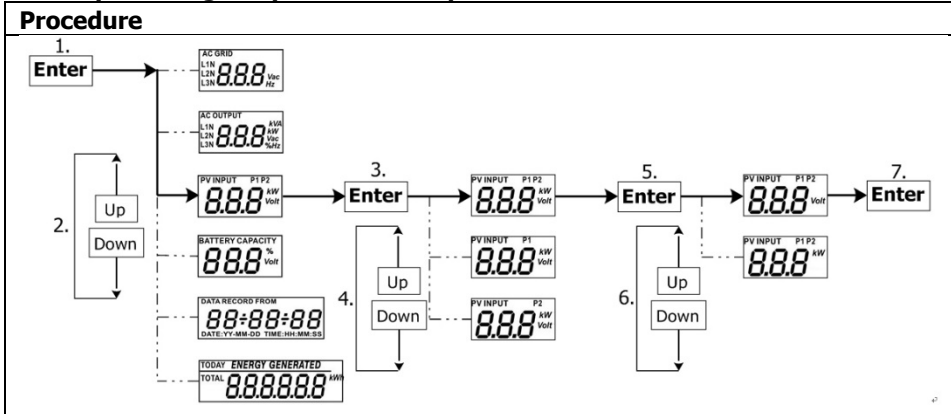 Procedure
1.
Enter
AC GRID
L1N
L2N
L3N
8.8.8
Vac
Hz
AC OUTPUT
L1N
L2N
L3N
8.8.8
kVA
kW
Vac
%Hz
2.
Up
Down
PV INPUT P1 P2
8.8.8
kW
Volt
BATTERY CAPACITY
88.8
%
Volt
DATA RECORD FROM
88:88:88
DATE:YY-MM-DD TIME:HH:MM:SS
TODAY ENERGY GENERATED
TOTAL
8.8.8.8.8.8
kWh
3.
Enter
4.
Up
Down
PV INPUT P1 P2
8.8.8
kW
Volt
PV INPUT P1
8.8.8
kW
Volt
PV INPUT P2
8.8.8
kW
Volt
5.
Enter
6.
Up
Down
PV INPUT P1 P2
8.8.8
Volt
PV INPUT P1 P2
8.8.8
kW
7.
Enter